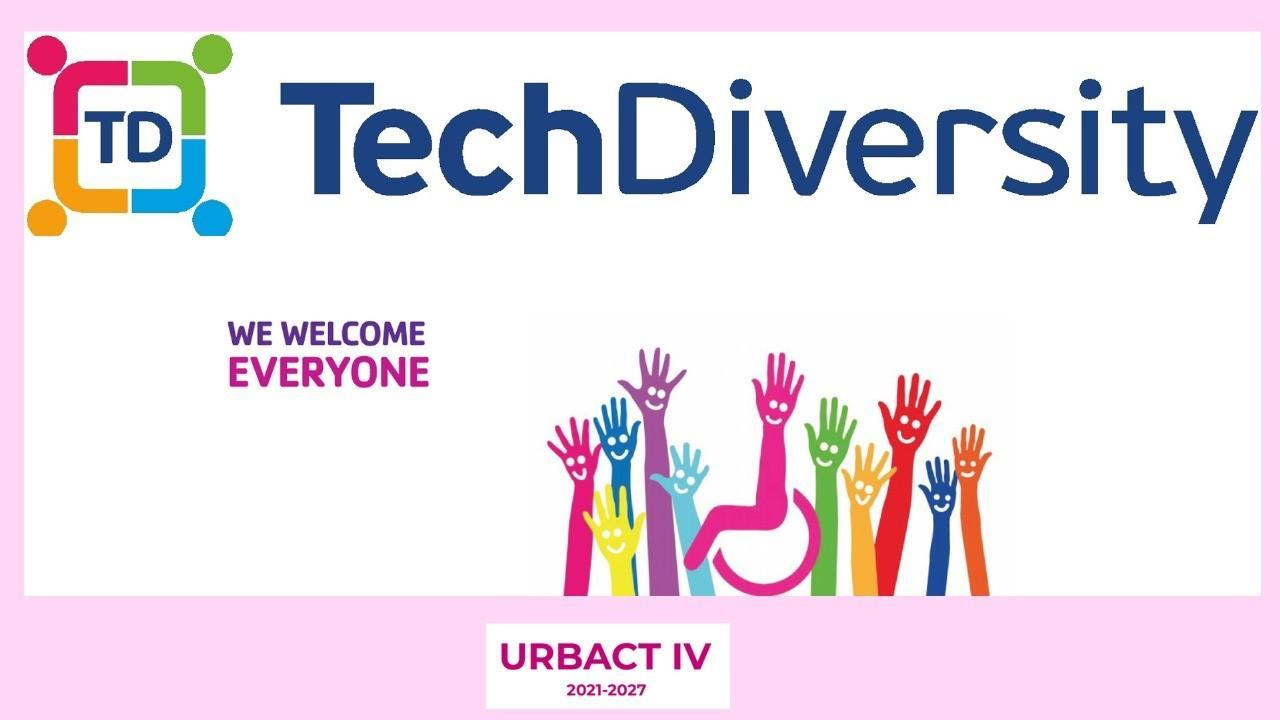 TD
TechDiversity
WE WELCOME
EVERYONE
URBACT IV
2021-2027